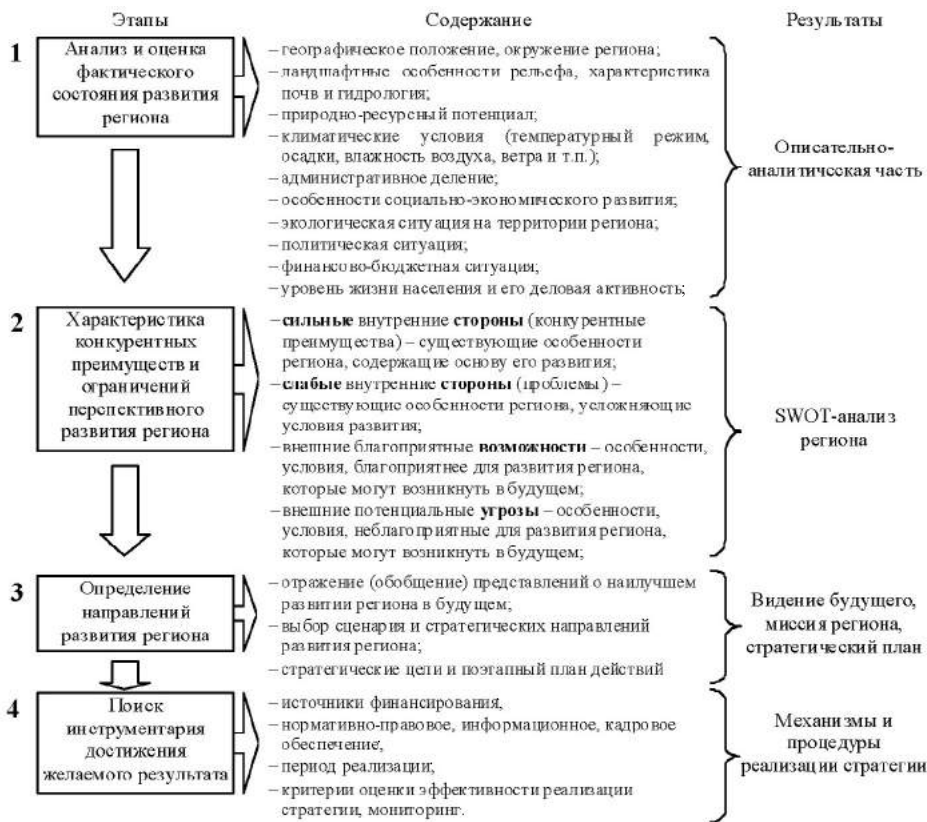 Этапы Содержание Результаты
1
Анализ и оценка
фактического
состояния развития
региона
– географическое положение, окружение региона;
– ландшафтные особенности рельефа, характеристика
почв и гидрология;
– природно-ресурсный потенциал;
– климатические условия (температурный режим,
осадки, влажность воздуха, ветра и т.п.);
– административное деление;
– особенности социально-экономического развития;
– экологическая ситуация на территории региона;
– политическая ситуация;
– финансово-бюджетная ситуация;
– уровень жизни населения и его деловая активность;
Описательно-
аналитическая часть
2
Характеристика
конкурентных
преимуществ и
ограничений
перспективного
развития региона
– сильные внутренние стороны (конкурентные
преимущества) – существующие особенности
региона, содержащие основу его развития;
– слабые внутренние стороны (проблемы) –
существующие особенности региона, усложняющие
условия развития;
– внешние благоприятные возможности – особенности,
условия, благоприятнее для развития региона,
которые могут возникнуть в будущем;
– внешние потенциальные угрозы – особенности,
условия, неблагоприятные для развития региона,
которые могут возникнуть в будущем;
SWOT-анализ
региона
3
Определение
направлений
развития региона
– отражение (обобщение) представлений о наилучшем
развитии региона в будущем;
– выбор сценария и стратегических направлений
развития региона;
– стратегические цели и поэтапный план действий
Видение будущего,
миссия региона,
стратегический план
4
Поиск
инструментария
достижения
желаемого результата
– источники финансирования;
– нормативно-правовое, информационное, кадровое
обеспечение;
– период реализации;
– критерии оценки эффективности реализации
стратегии, мониторинг.
Механизмы и
процедуры
реализации стратегии